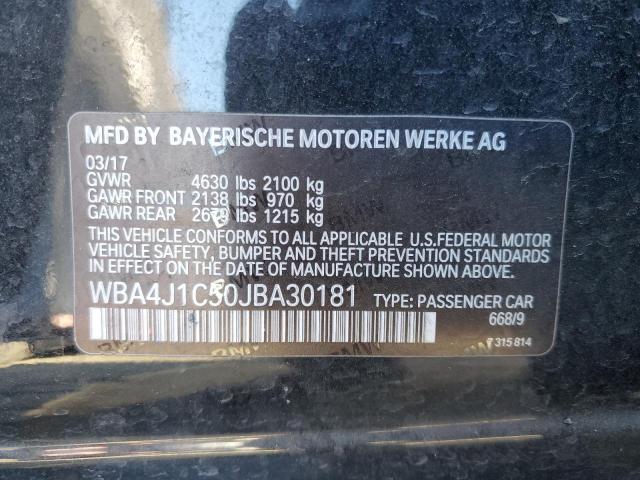 MFD BY BAYERISCHE MOTOREN WERKE AG
03/17
GVWR 4630 lbs 2100 kg
GAWR FRONT 2138 lbs 970 kg
GAWR REAR 2679 lbs 1215 kg
THIS VEHICLE CONFORMS TO ALL APPLICABLE U.S.FEDERAL MOTOR
VEHICLE SAFETY, BUMPER AND THEFT PREVENTION STANDARDS
IN EFFECT ON THE DATE OF MANUFACTURE SHOWN ABOVE.
WBA4J1C50JBA30181 TYPE: PASSENGER CAR
668/9
7 315 814